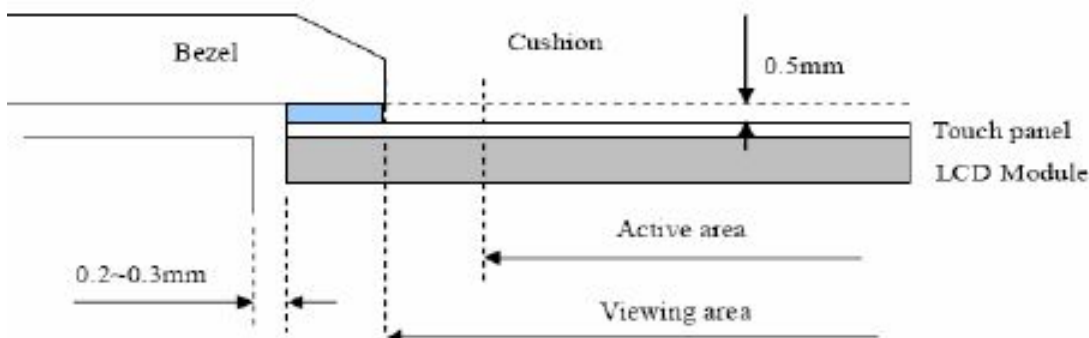 Bezel
Cushion
0.5mm
Touch panel
LCD Module
Active area
0.2~0.3mm
Viewing area